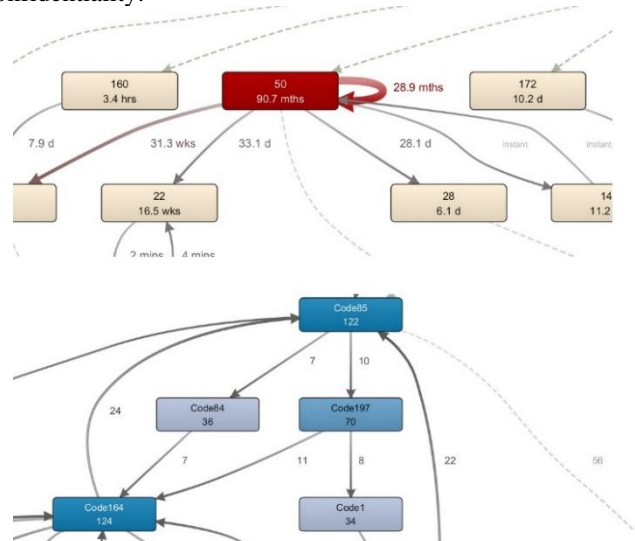 160
3.4 hrs
50
90.7 mths
28.9 mths
172
10.2 d
7.9 d
31.3 wks
33.1 d
28.1 d
instant
instant
22
16.5 wks
28
6.1 d
14
11.2
2 mins
4 mins
Code85
122
7
10
24
Code84
36
Code197
70
7
11
8
22
56
Code164
124
Code1
34